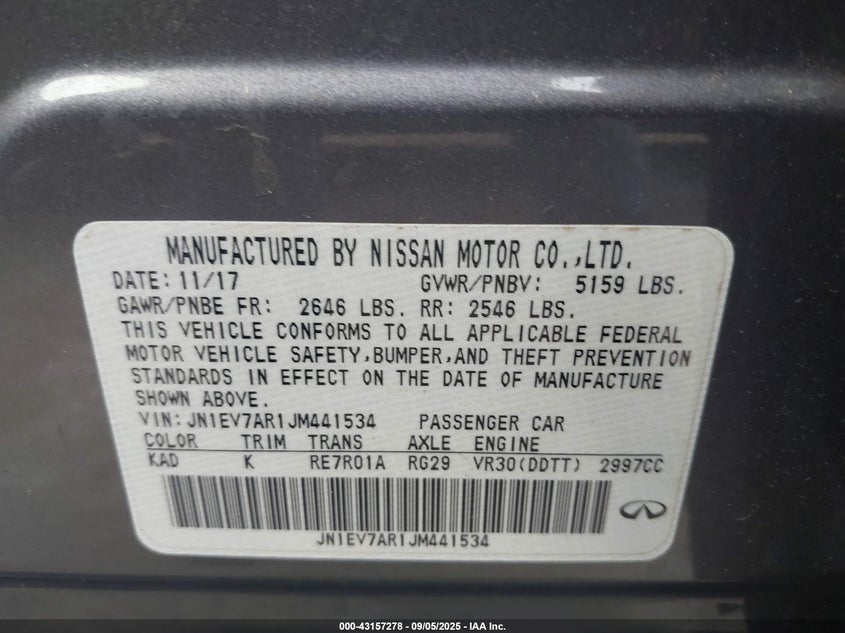 MANUFACTURED BY NISSAN MOTOR CO.,LTD.
DATE: 11/17 GVWR/PNBV: 5159 LBS.
GAWR/PNBE FR: 2646 LBS. RR: 2546 LBS.
THIS VEHICLE CONFORMS TO ALL APPLICABLE FEDERAL
MOTOR VEHICLE SAFETY,BUMPER,AND THEFT PREVENTION
STANDARDS IN EFFECT ON THE DATE OF MANUFACTURE
SHOWN ABOVE.
VIN: JN1EV7AR1JM441534 PASSENGER CAR
COLOR TRIM TRANS AXLE ENGINE
KAD K RE7R01A RG29 VR30(DDTT) 2997CC
JN1EV7AR1JM441534
000-43157278 - 09/05/2025 - IAA Inc.